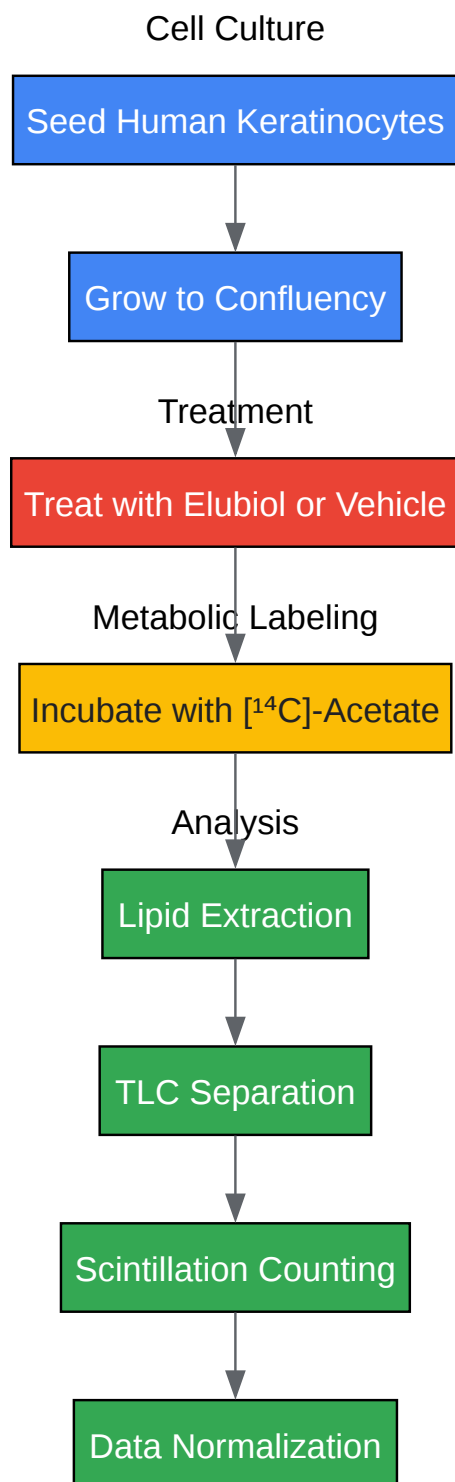 Cell Culture
Seed Human Keratinocytes
Grow to Confluency
Treatment
Treat with Elubiol or Vehicle
Metabolic Labeling
Incubate with [¹⁴C]-Acetate
Analysis
Lipid Extraction
TLC Separation
Scintillation Counting
Data Normalization